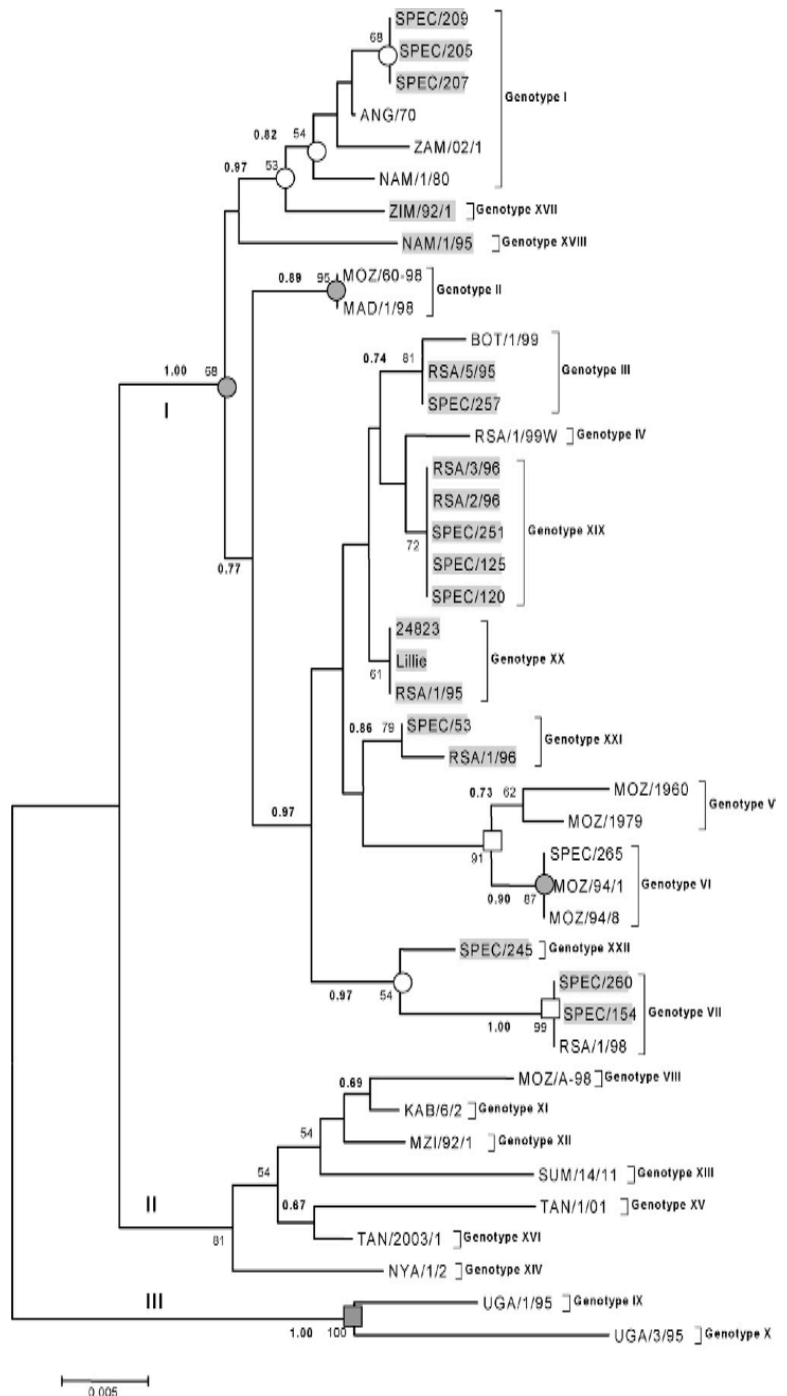 SPEC/209
68
SPEC/205
SPEC/207
Genotype I
ANG/70
0.82
54
ZAM/02/1
0.97
53
NAM/1/80
ZIM/92/1
Genotype XVII
NAM/1/95
Genotype XVIII
0.89
95
MOZ/60-98
MAD/1/98
Genotype II
BOT/1/99
0.74
81
RSA/5/95
Genotype III
1.00
68
SPEC/257
I
RSA/1/99W
Genotype IV
RSA/3/96
RSA/2/96
SPEC/251
Genotype XIX
72
SPEC/125
0.77
SPEC/120
24823
Lillie
Genotype XX
61
RSA/1/95
0.86
79
SPEC/53
Genotype XXI
RSA/1/96
0.73
62
MOZ/1960
Genotype V
0.97
MOZ/1979
91
SPEC/265
MOZ/94/1
Genotype VI
0.90
87
MOZ/94/8
SPEC/245
Genotype XXII
SPEC/260
0.97
54
SPEC/154
Genotype VII
1.00
99
RSA/1/98
MOZ/A-98
Genotype VIII
0.69
KAB/6/2
Genotype XI
54
MZI/92/1
Genotype XII
54
SUM/14/11
Genotype XIII
II
0.67
TAN/1/01
Genotype XV
81
TAN/2003/1
Genotype XVI
NYA/1/2
Genotype XIV
III
UGA/1/95
Genotype IX
1.00
100
UGA/3/95
Genotype X
0.005